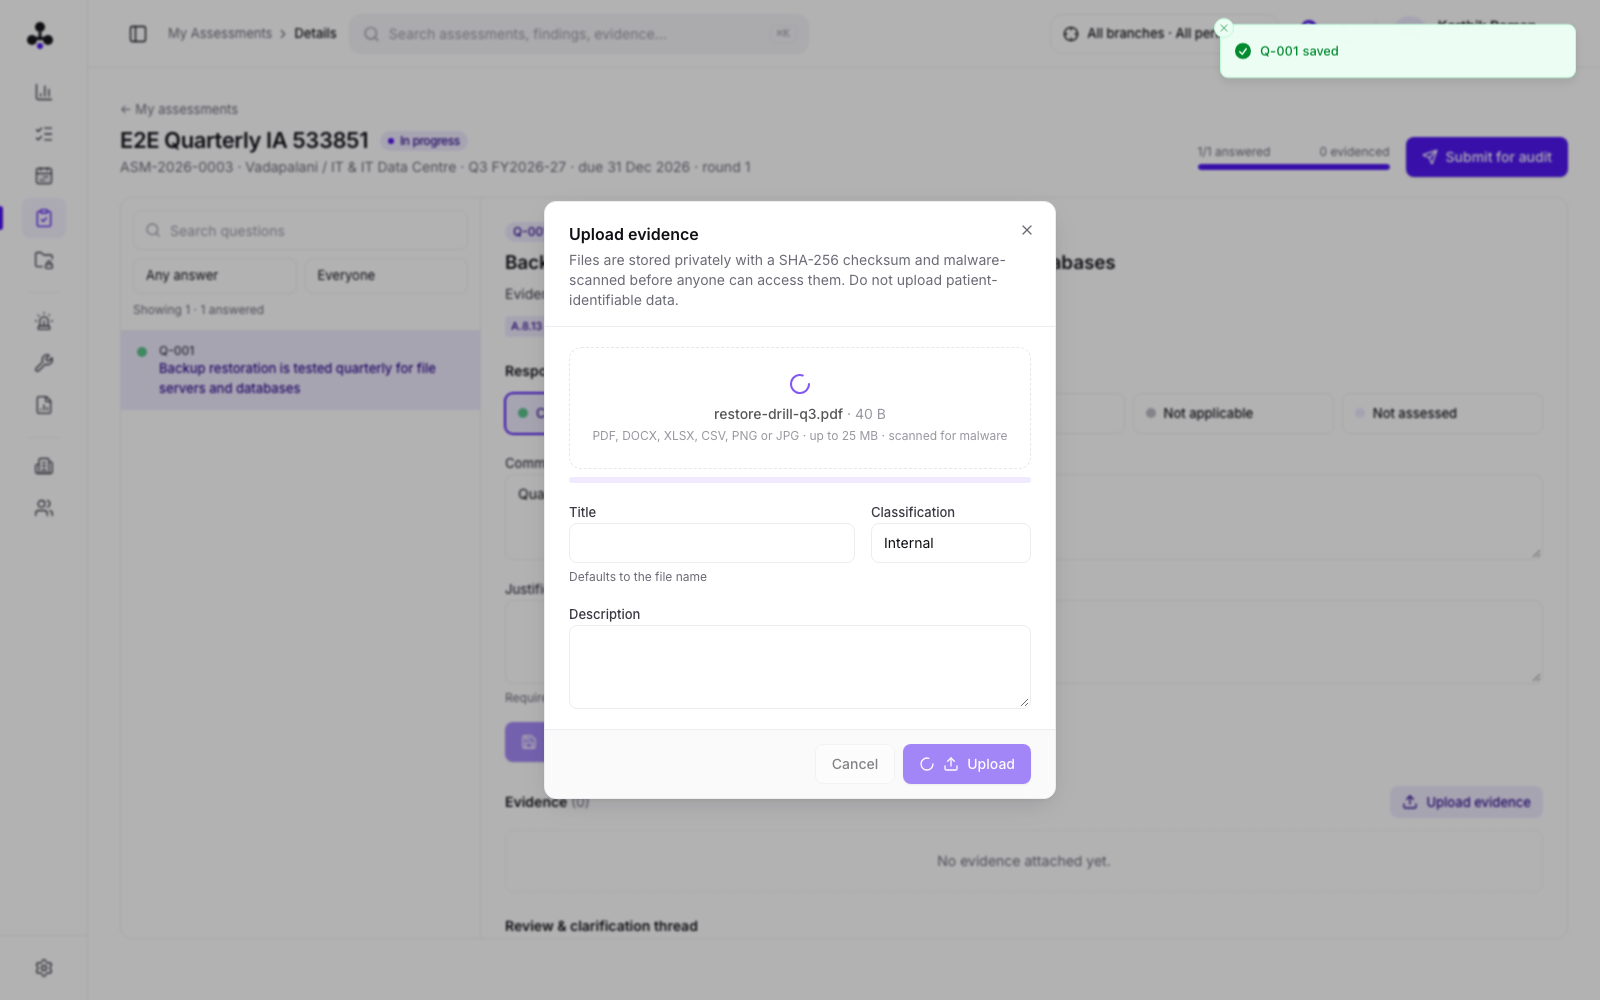 My Assessments › Details
Search assessments, findings, evidence...
⌘K
All branches · All
Q-001 saved
← My assessments
E2E Quarterly IA 533851
In progress
ASM-2026-0003 · Vadapalani / IT & IT Data Centre · Q3 FY2026-27 · due 31 Dec 2026 · round 1
1/1 answered
0 evidenced
Submit for audit
Search questions
Any answer
Everyone
Showing 1 · 1 answered
Q-001
Backup restoration is tested quarterly for file
servers and databases
A.8.13
Not applicable
Not assessed
Upload evidence
Files are stored privately with a SHA-256 checksum and malware-
scanned before anyone can access them. Do not upload patient-
identifiable data.
restore-drill-q3.pdf · 40 B
PDF, DOCX, XLSX, CSV, PNG or JPG · up to 25 MB · scanned for malware
Title
Classification
Internal
Defaults to the file name
Description
Cancel
Upload
Evidence (0)
Upload evidence
No evidence attached yet.
Review & clarification thread